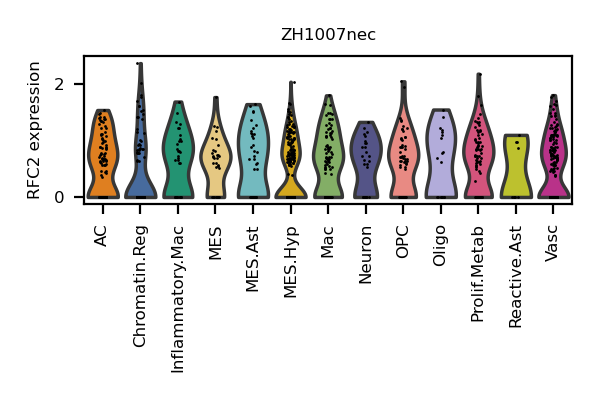 ZH1007nec
RFC2 expression
2
0
AC
Chromatin.Reg
Inflammatory.Mac
MES
MES.Ast
MES.Hyp
Mac
Neuron
OPC
Oligo
Prolif.Metab
Reactive.Ast
Vasc